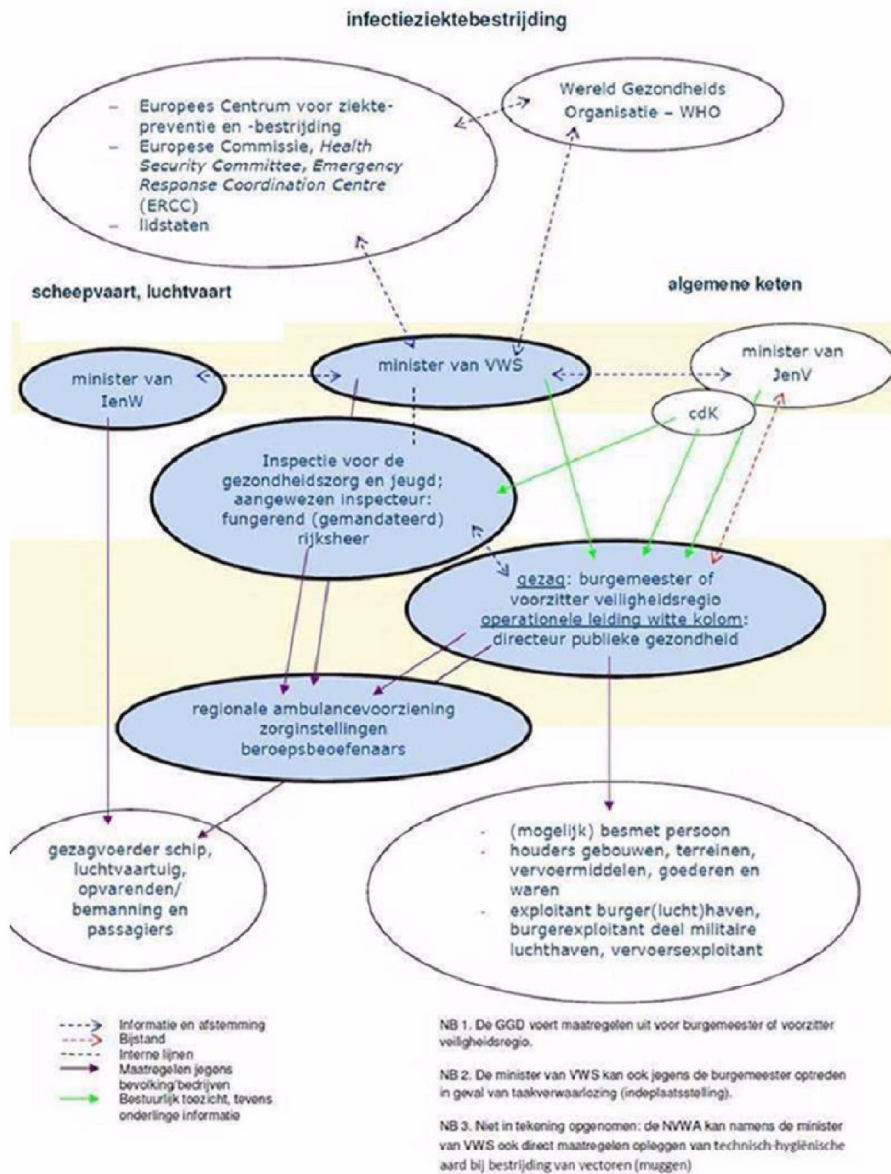 infectieziektebestrijding
– Europees Centrum voor ziekte-
preventie en -bestrijding
– Europese Commissie, Health
Security Committee, Emergency
Response Coordination Centre
(ERCC)
– lidstaten
Wereld Gezondheids
Organisatie – WHO
scheepvaart, luchtvaart
algemene keten
minister van
IenW
minister van VWS
minister van
JenV
cdK
Inspectie voor de
gezondheidszorg en jeugd;
aangewezen inspecteur:
fungerend (gemandateerd)
rijksheer
gezag: burgemeester of
voorzitter veiligheidsregio
operationele leiding witte kolom:
directeur publieke gezondheid
regionale ambulancevoorziening
zorginstellingen
beroepsbeoefenaars
gezagvoerder schip,
luchtvaartuig,
opvarenden/
bemanning en
passagiers
- (mogelijk) besmet persoon
- houders gebouwen, terreinen,
vervoermiddelen, goederen en
waren
- exploitant burger(lucht)haven,
burgerexploitant deel militaire
luchthaven, vervoersexploitant
Informatie en afstemming
Bijstand
Interne lijnen
Maatregelen jegens
bevolking/bedrijven
Bestuurlijk toezicht, tevens
onderlinge informatie
NB 1. De GGD voert maatregelen uit voor burgemeester of voorzitter
veiligheidsregio.
NB 2. De minister van VWS kan ook jegens de burgemeester optreden
in geval van taakverwaarlozing (indeplaatsstelling).
NB 3. Niet in tekening opgenomen: de NVWA kan namens de minister
van VWS ook direct maatregelen opleggen van technisch-hygiënische
aard bij bestrijding van vectoren (muggen)